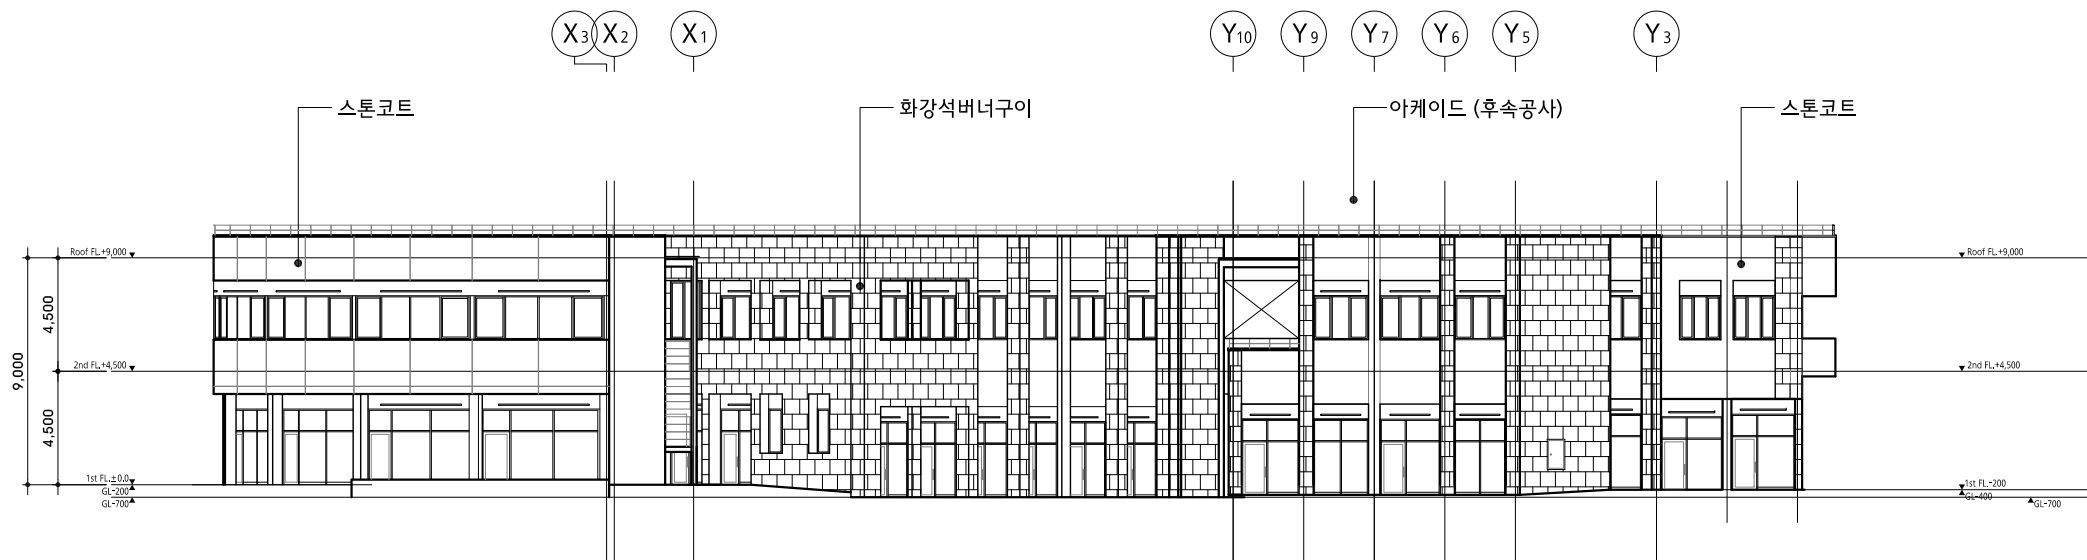 X3 X2 X1 Y10 Y9 Y7 Y6 Y5 Y3
스톤코트 화강석버너구이 아케이드 (후속공사) 스톤코트
Roof FL.+9,000 Roof FL.+9,000
4,500
9,000
2nd FL.+4,500 2nd FL.+4,500
4,500
1st FL.±0.0 1st FL.-200
GL-200 GL-400
GL-700 GL-700